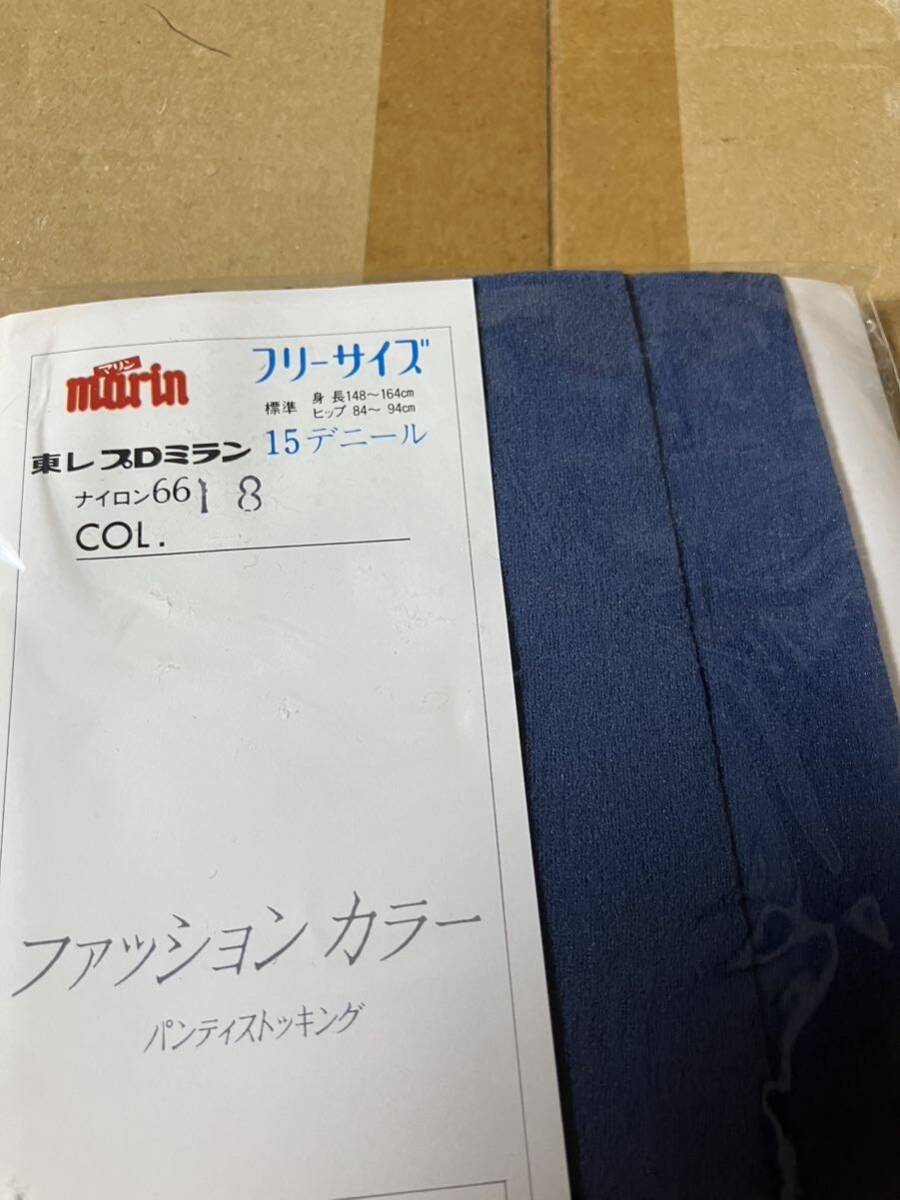 マリン
marin
フリーサイズ
標準 身長148～164cm
ヒップ 84～ 94cm
東レ プロミラン 15デニール
ナイロン66 18
COL.
ファッション カラー
パンティストッキング